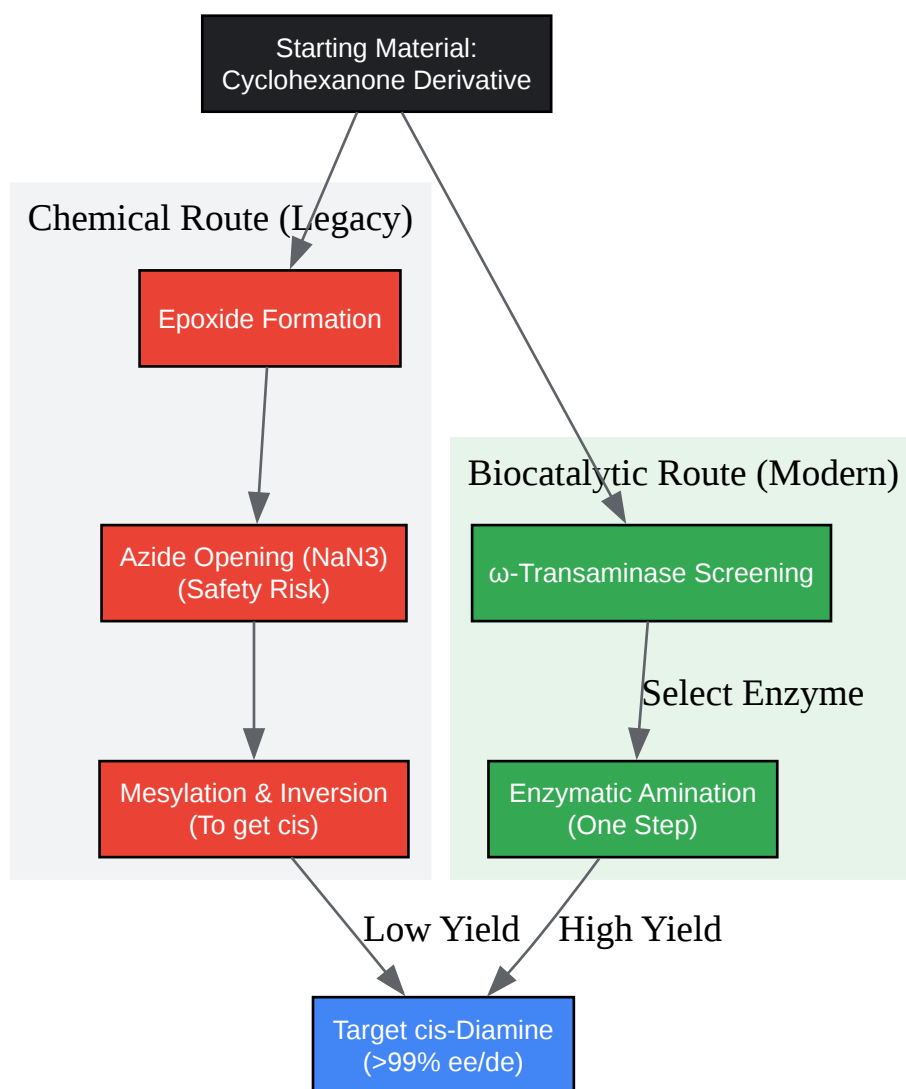 Starting Material:
Cyclohexanone Derivative
Chemical Route (Legacy)
Epoxide Formation
Azide Opening (NaN3)
(Safety Risk)
Mesylation & Inversion
(To get cis)
Biocatalytic Route (Modern)
ω-Transaminase Screening
Select Enzyme
Enzymatic Amination
(One Step)
Low Yield
High Yield
Target cis-Diamine
(>99% ee/de)